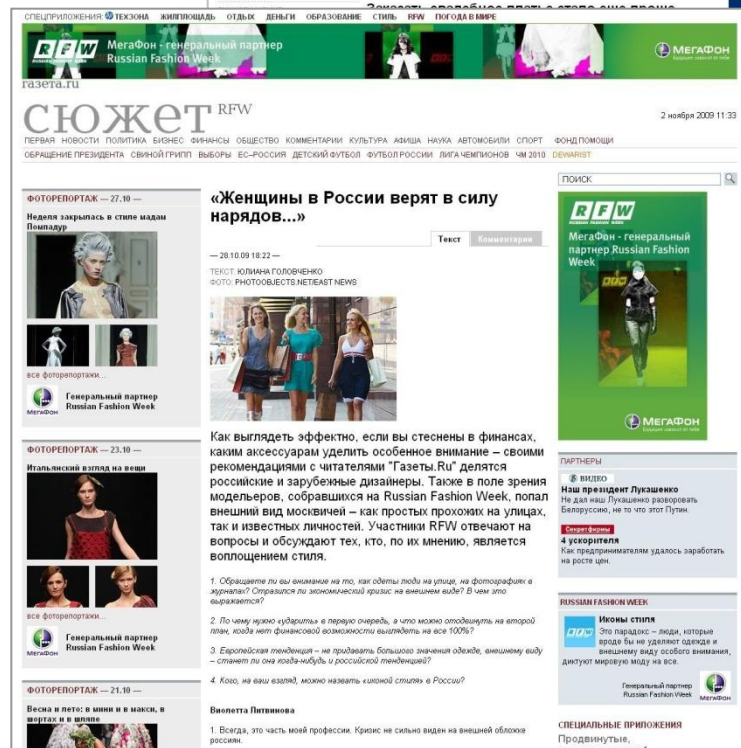 Заказать свадебное платье стало еще проще
СПЕЦПРИЛОЖЕНИЯ: ТЕХЗОНА ЖИЛПЛОЩАДЬ ОТДЫХ ДЕНЬГИ ОБРАЗОВАНИЕ СТИЛЬ RFW ПОГОДА В МИРЕ
RFW
МегаФон - генеральный партнер
Russian Fashion Week
МЕГАФОН
газета.ru
сюжет RFW
2 ноября 2009 11:33
ПЕРВАЯ НОВОСТИ ПОЛИТИКА БИЗНЕС ФИНАНСЫ ОБЩЕСТВО КОММЕНТАРИИ КУЛЬТУРА АФИША НАУКА АВТОМОБИЛИ СПОРТ ФОНД ПОМОЩИ
ОБРАЩЕНИЕ ПРЕЗИДЕНТА СВИНОЙ ГРИПП ВЫБОРЫ ЕС–РОССИЯ ДЕТСКИЙ ФУТБОЛ ФУТБОЛ РОССИИ ЛИГА ЧЕМПИОНОВ ЧМ 2010 DEWARIST
ФОТОРЕПОРТАЖ — 27.10 —
Неделя закрылась в стиле мадам
Помпадур
все фоторепортажи...
МЕГАФОН
Генеральный партнер
Russian Fashion Week
ФОТОРЕПОРТАЖ — 23.10 —
Итальянский взгляд на вещи
все фоторепортажи...
МЕГАФОН
Генеральный партнер
Russian Fashion Week
ФОТОРЕПОРТАЖ — 21.10 —
Весна и лето: в мини и в макси, в
шортах и в шляпе
«Женщины в России верят в силу
нарядов...»
Текст Комментарии
— 28.10.09 18:22 —
ТЕКСТ: ЮЛИАНА ГОЛОВЧЕНКО
ФОТО: PHOTOOBJECTS.NET/EAST NEWS
Как выглядеть эффектно, если вы стеснены в финансах,
каким аксессуарам уделить особенное внимание – своими
рекомендациями с читателями "Газеты.Ru" делятся
российские и зарубежные дизайнеры. Также в поле зрения
модельеров, собравшихся на Russian Fashion Week, попал
внешний вид москвичей – как простых прохожих на улицах,
так и известных личностей. Участники RFW отвечают на
вопросы и обсуждают тех, кто, по их мнению, является
воплощением стиля.
1. Обращаете ли вы внимание на то, как одеты люди на улице, на фотографиях в
журналах? Отразился ли экономический кризис на внешнем виде? В чем это
выражается?
2. По чему нужно «ударить» в первую очередь, а что можно отодвинуть на второй
план, когда нет финансовой возможности выглядеть на все 100%?
3. Европейская тенденция – не придавать большого значения одежде, внешнему виду
– станет ли она когда-нибудь и российской тенденцией?
4. Кого, на ваш взгляд, можно назвать «иконой стиля» в России?
Виолетта Литвинова
1. Всегда, это часть моей профессии. Кризис не сильно виден на внешней обложке
россиян.
ПОИСК
RFW
МегаФон - генеральный
партнер Russian Fashion
Week
МЕГАФОН
ПАРТНЕРЫ
ВИДЕО
Наш президент Лукашенко
Не дал наш Лукашенко разворовать
Белоруссию, не то что этот Путин.
Секрет фирмы
4 ускорителя
Как предпринимателям удалось заработать
на росте цен.
RUSSIAN FASHION WEEK
Иконы стиля
Это парадокс – люди, которые
вроде бы не уделяют одежде и
внешнему виду особого внимания,
диктуют мировую моду на все.
Генеральный партнер
Russian Fashion Week
МЕГАФОН
СПЕЦИАЛЬНЫЕ ПРИЛОЖЕНИЯ
Продвинутые,